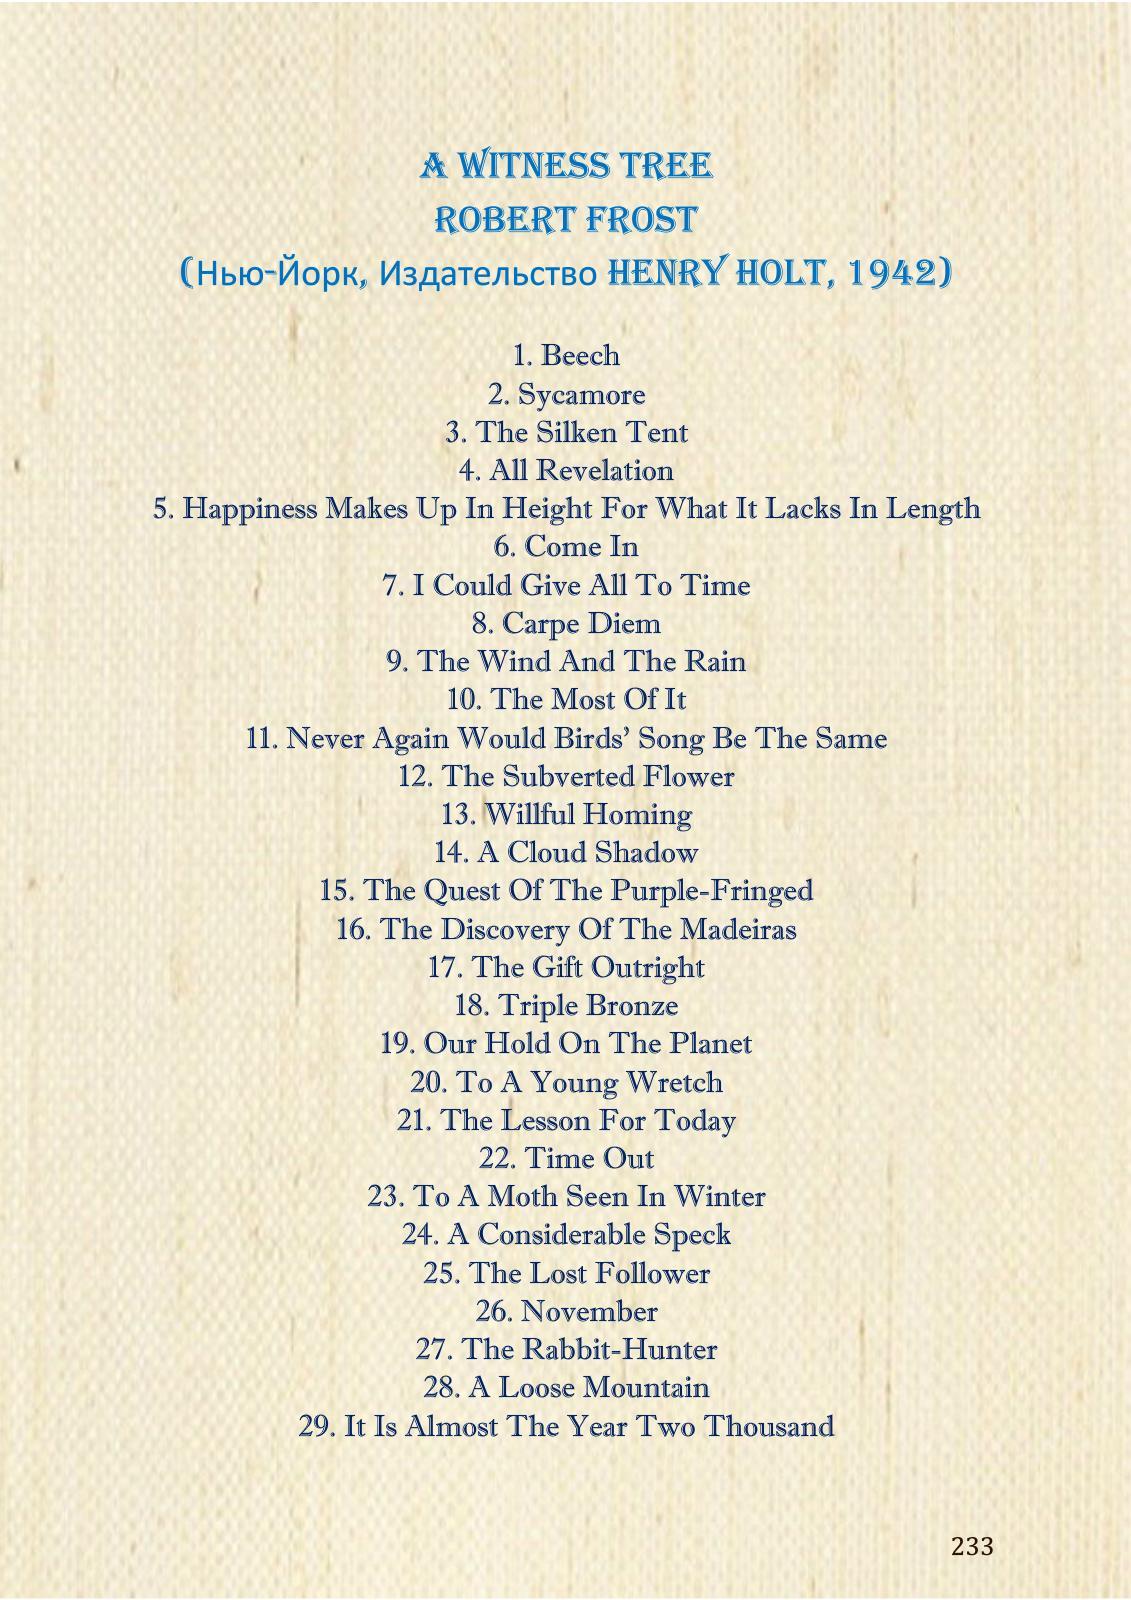 A WITNESS TREE
ROBERT FROST
(Нью-Йорк, Издательство HENRY HOLT, 1942)
1. Beech
2. Sycamore
3. The Silken Tent
4. All Revelation
5. Happiness Makes Up In Height For What It Lacks In Length
6. Come In
7. I Could Give All To Time
8. Carpe Diem
9. The Wind And The Rain
10. The Most Of It
11. Never Again Would Birds’ Song Be The Same
12. The Subverted Flower
13. Willful Homing
14. A Cloud Shadow
15. The Quest Of The Purple-Fringed
16. The Discovery Of The Madeiras
17. The Gift Outright
18. Triple Bronze
19. Our Hold On The Planet
20. To A Young Wretch
21. The Lesson For Today
22. Time Out
23. To A Moth Seen In Winter
24. A Considerable Speck
25. The Lost Follower
26. November
27. The Rabbit-Hunter
28. A Loose Mountain
29. It Is Almost The Year Two Thousand
233